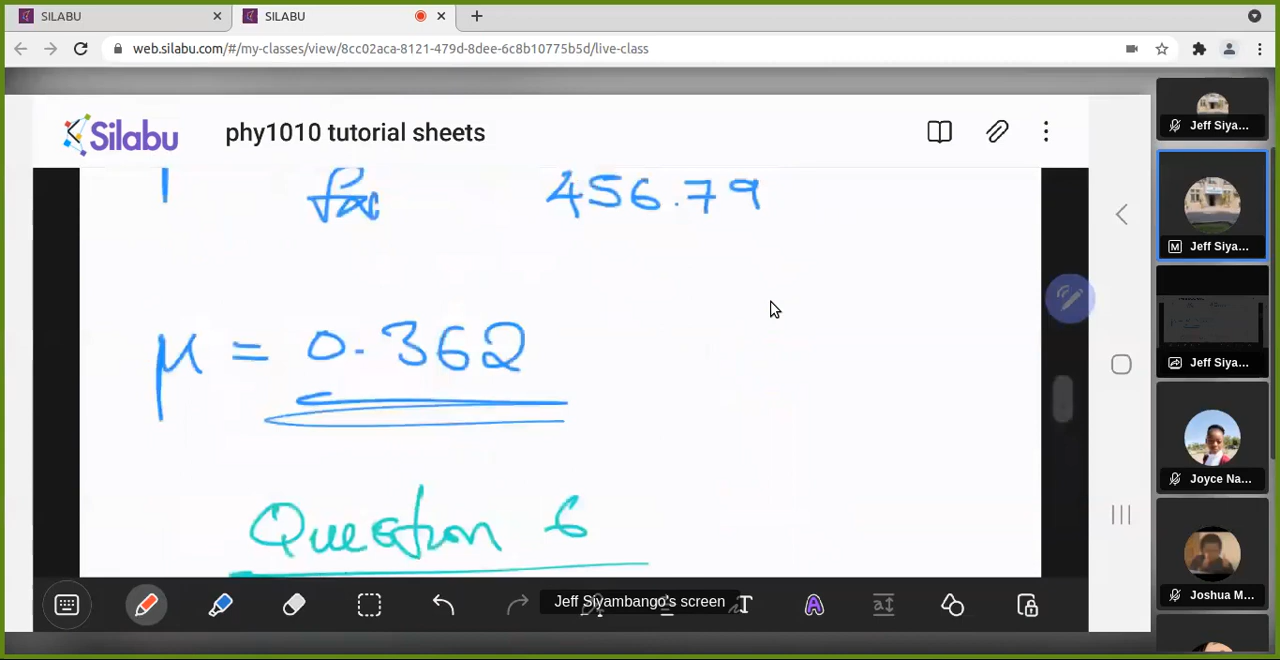 SILABU
SILABU
web.silabu.com/#/my-classes/view/8cc02aca-8121-479d-8dee-6c8b10775b5d/live-class
Silabu
phy1010 tutorial sheets
456.79
μ = 0.362
Question 6
Jeff Siyambango's screen
T
A
Jeff Siya...
M Jeff Siya...
Jeff Siya...
Joyce Na...
Joshua M...